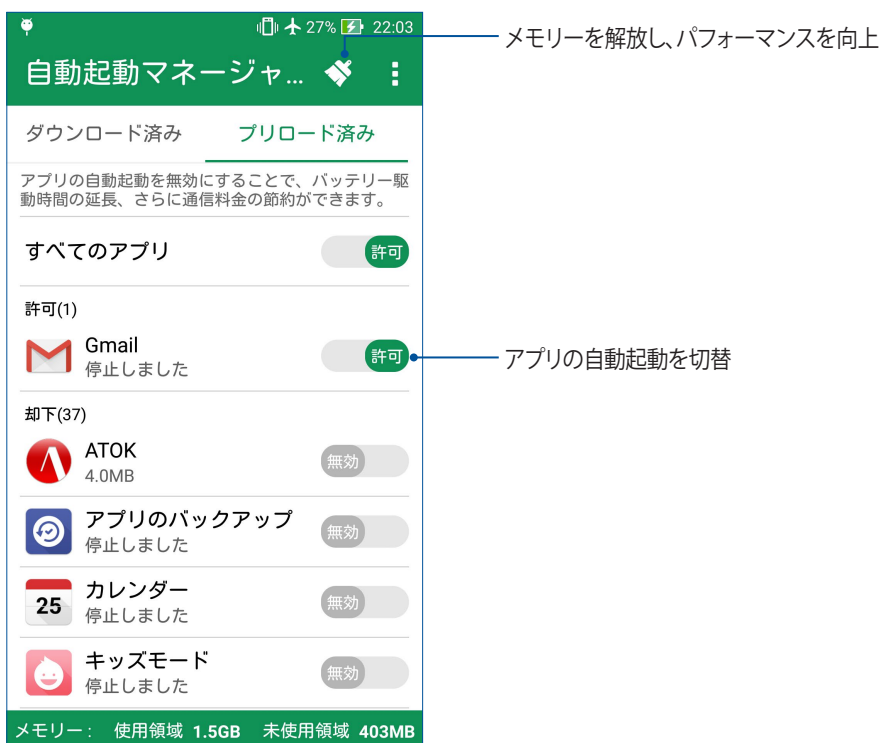 27% 22:03
メモリーを解放し、パフォーマンスを向上
自動起動マネージャ...
ダウンロード済み プリロード済み
アプリの自動起動を無効にすることで、バッテリー駆
動時間の延長、さらに通信料金の節約ができます。
すべてのアプリ 許可
許可(1)
Gmail
停止しました
許可
アプリの自動起動を切替
却下(37)
ATOK
4.0MB
無効
アプリのバックアップ
停止しました
無効
25
カレンダー
停止しました
無効
キッズモード
停止しました
無効
メモリー : 使用領域 1.5GB 未使用領域 403MB